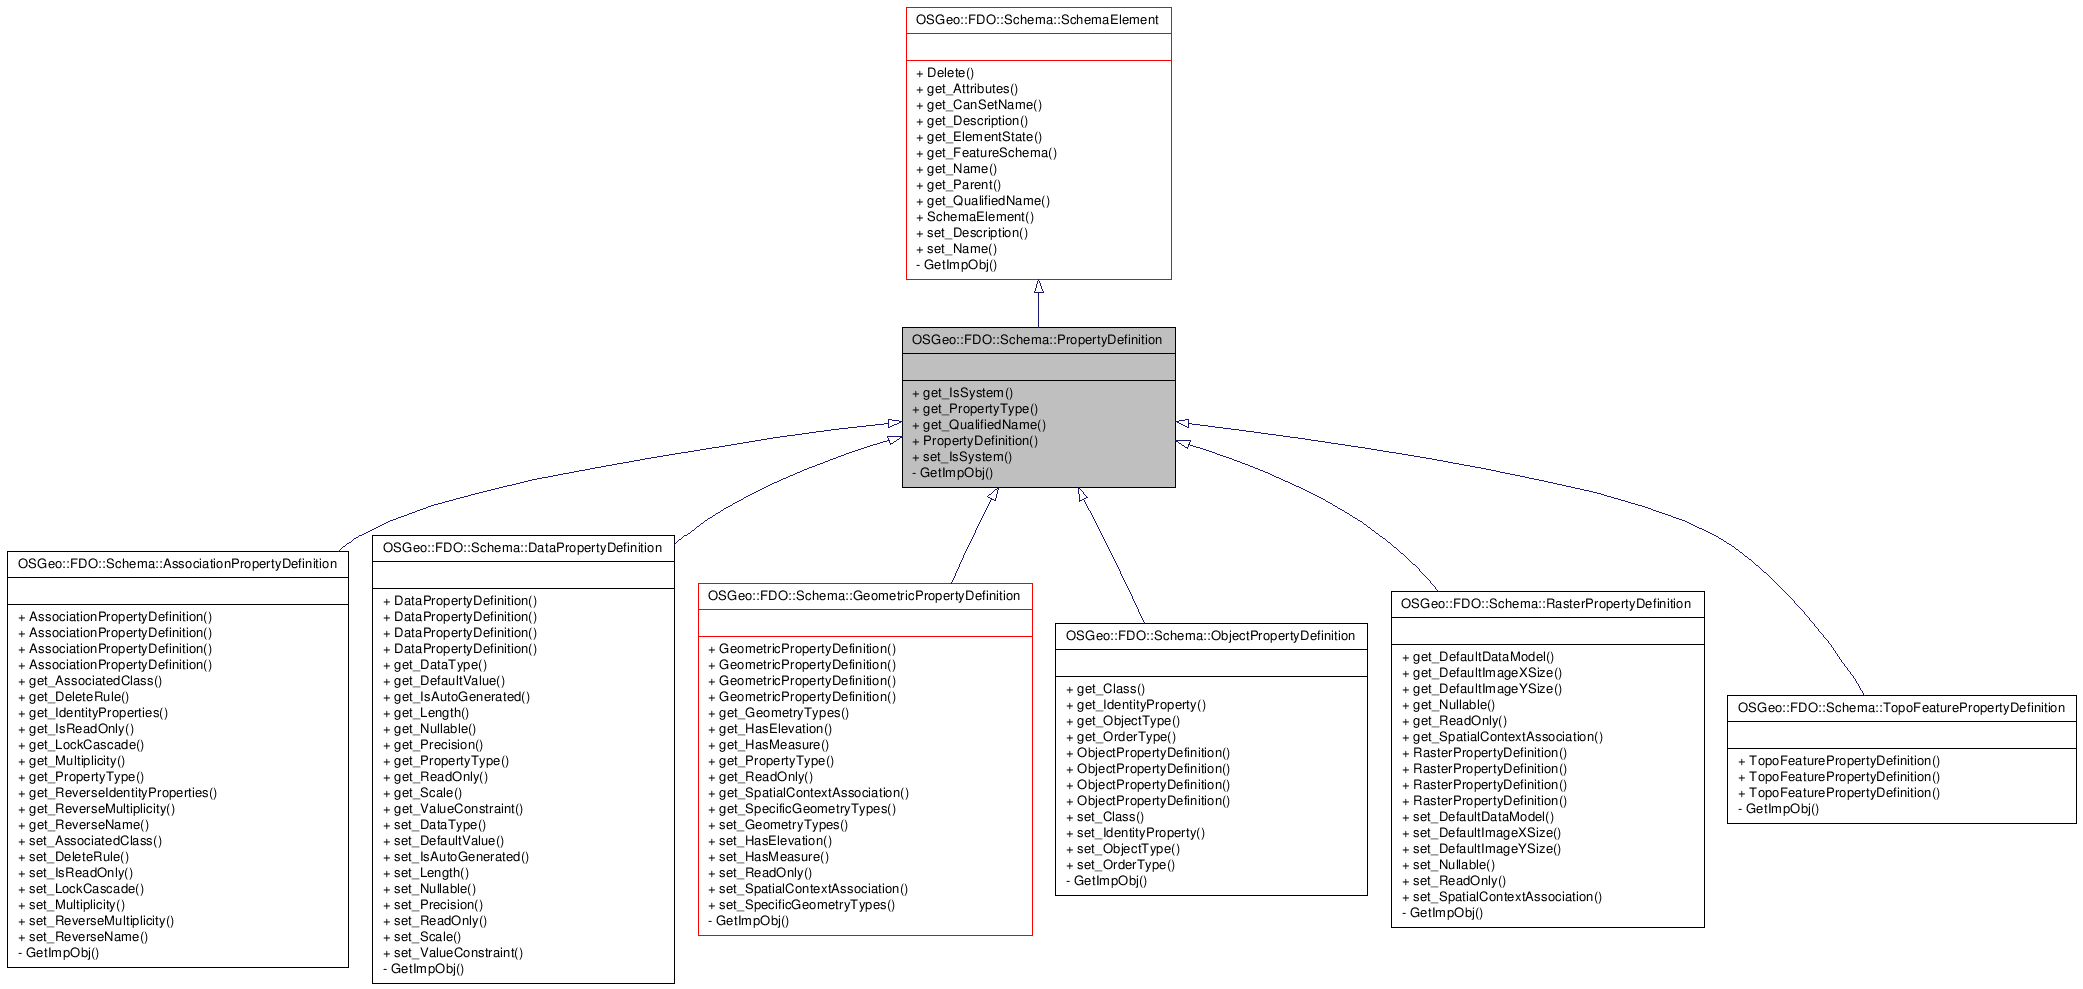 OSGeo::FDO::Schema::SchemaElement
+ Delete()
+ get_Attributes()
+ get_CanSetName()
+ get_Description()
+ get_ElementState()
+ get_FeatureSchema()
+ get_Name()
+ get_Parent()
+ get_QualifiedName()
+ SchemaElement()
+ set_Description()
+ set_Name()
- GetImpObj()
OSGeo::FDO::Schema::PropertyDefinition
+ get_IsSystem()
+ get_PropertyType()
+ get_QualifiedName()
+ PropertyDefinition()
+ set_IsSystem()
- GetImpObj()
OSGeo::FDO::Schema::AssociationPropertyDefinition
+ AssociationPropertyDefinition()
+ AssociationPropertyDefinition()
+ AssociationPropertyDefinition()
+ AssociationPropertyDefinition()
+ get_AssociatedClass()
+ get_DeleteRule()
+ get_IdentityProperties()
+ get_IsReadOnly()
+ get_LockCascade()
+ get_Multiplicity()
+ get_PropertyType()
+ get_ReverseIdentityProperties()
+ get_ReverseMultiplicity()
+ get_ReverseName()
+ set_AssociatedClass()
+ set_DeleteRule()
+ set_IsReadOnly()
+ set_LockCascade()
+ set_Multiplicity()
+ set_ReverseMultiplicity()
+ set_ReverseName()
- GetImpObj()
OSGeo::FDO::Schema::DataPropertyDefinition
+ DataPropertyDefinition()
+ DataPropertyDefinition()
+ DataPropertyDefinition()
+ DataPropertyDefinition()
+ get_DataType()
+ get_DefaultValue()
+ get_IsAutoGenerated()
+ get_Length()
+ get_Nullable()
+ get_Precision()
+ get_PropertyType()
+ get_ReadOnly()
+ get_Scale()
+ get_ValueConstraint()
+ set_DataType()
+ set_DefaultValue()
+ set_IsAutoGenerated()
+ set_Length()
+ set_Nullable()
+ set_Precision()
+ set_ReadOnly()
+ set_Scale()
+ set_ValueConstraint()
- GetImpObj()
OSGeo::FDO::Schema::GeometricPropertyDefinition
+ GeometricPropertyDefinition()
+ GeometricPropertyDefinition()
+ GeometricPropertyDefinition()
+ GeometricPropertyDefinition()
+ get_GeometryTypes()
+ get_HasElevation()
+ get_HasMeasure()
+ get_PropertyType()
+ get_ReadOnly()
+ get_SpatialContextAssociation()
+ get_SpecificGeometryTypes()
+ set_GeometryTypes()
+ set_HasElevation()
+ set_HasMeasure()
+ set_ReadOnly()
+ set_SpatialContextAssociation()
+ set_SpecificGeometryTypes()
- GetImpObj()
OSGeo::FDO::Schema::ObjectPropertyDefinition
+ get_Class()
+ get_IdentityProperty()
+ get_ObjectType()
+ get_OrderType()
+ ObjectPropertyDefinition()
+ ObjectPropertyDefinition()
+ ObjectPropertyDefinition()
+ ObjectPropertyDefinition()
+ set_Class()
+ set_IdentityProperty()
+ set_ObjectType()
+ set_OrderType()
- GetImpObj()
OSGeo::FDO::Schema::RasterPropertyDefinition
+ get_DefaultDataModel()
+ get_DefaultImageXSize()
+ get_DefaultImageYSize()
+ get_Nullable()
+ get_ReadOnly()
+ get_SpatialContextAssociation()
+ RasterPropertyDefinition()
+ RasterPropertyDefinition()
+ RasterPropertyDefinition()
+ RasterPropertyDefinition()
+ set_DefaultDataModel()
+ set_DefaultImageXSize()
+ set_DefaultImageYSize()
+ set_Nullable()
+ set_ReadOnly()
+ set_SpatialContextAssociation()
- GetImpObj()
OSGeo::FDO::Schema::TopoFeaturePropertyDefinition
+ TopoFeaturePropertyDefinition()
+ TopoFeaturePropertyDefinition()
+ TopoFeaturePropertyDefinition()
- GetImpObj()